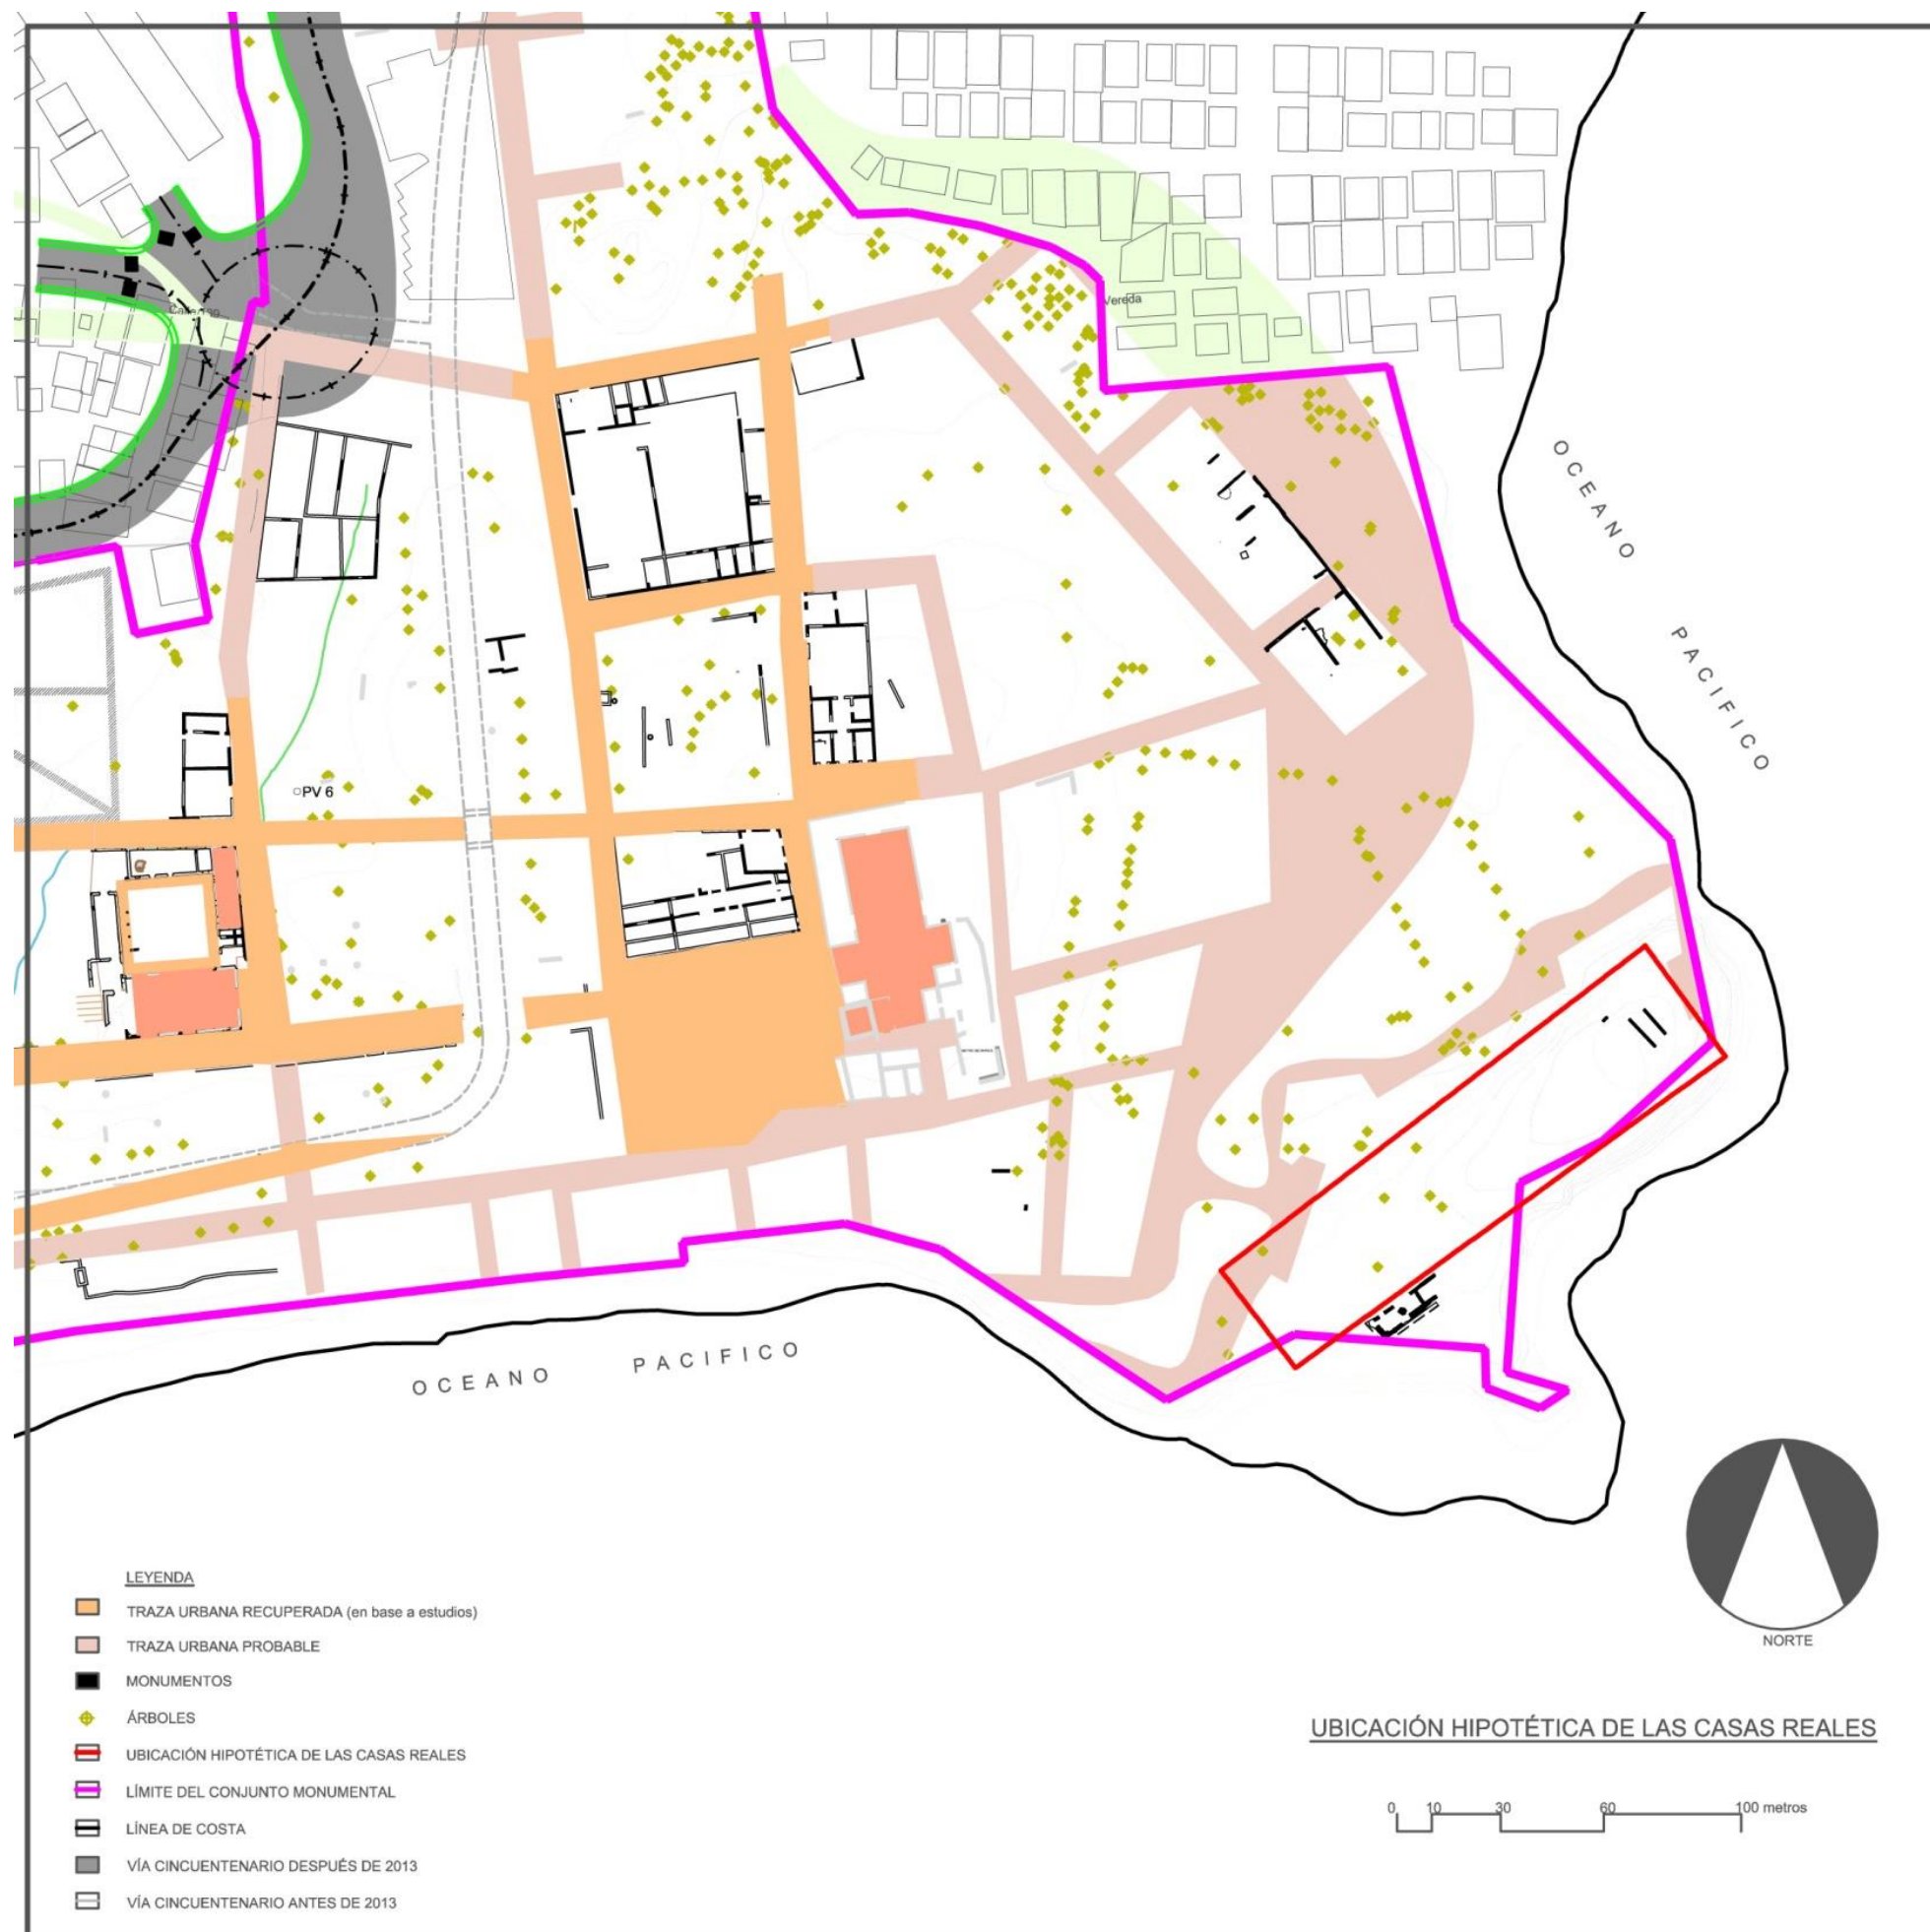 Vereda
OCEANO
PACIFICO
PV 6
OCEANO PACIFICO
LEYENDA
TRAZA URBANA RECUPERADA (en base a estudios)
TRAZA URBANA PROBABLE
MONUMENTOS
ÁRBOLES
UBICACIÓN HIPOTÉTICA DE LAS CASAS REALES
LÍMITE DEL CONJUNTO MONUMENTAL
LÍNEA DE COSTA
VÍA CINCUENTENARIO DESPUÉS DE 2013
VÍA CINCUENTENARIO ANTES DE 2013
NORTE
UBICACIÓN HIPOTÉTICA DE LAS CASAS REALES
0 10 30 60 100 metros